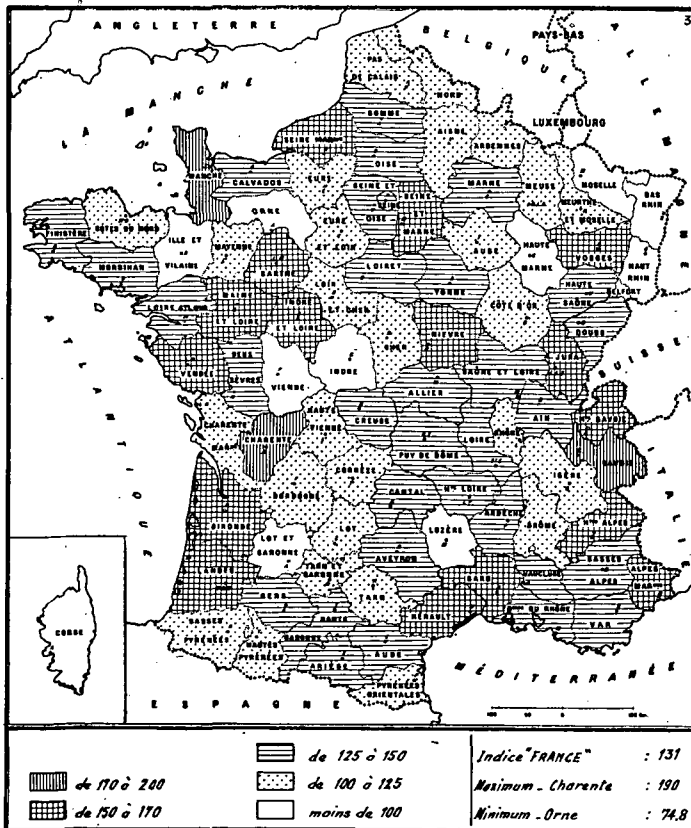 3
ANGLETERRE
PAYS-BAS
BELGIQUE
ALLEMAGNE
LA MANCHE
LUXEMBOURG
PAS DE CALAIS
NORD
SOMME
SEINE
AISNE
ARDENNES
OISE
MANCHE
CALVADOS
EURE
SEINE ET OISE
SEINE ET MARNE
MARNE
MEUSE
MOSELLE
MEURTHE ET MOSELLE
BAS RHIN
ORNE
FINISTÈRE
CÔTES DU NORD
ILLE ET VILAINE
MAYENNE
EURE ET LOIR
AUBE
HAUTE MARNE
VOSGES
HAUT RHIN
MORBIHAN
SARTHE
LOIRET
YONNE
CÔTE D'OR
HAUTE SAÔNE
BELFORT
LOIRE ATLQUE
MAINE ET LOIRE
INDRE ET LOIRE
LOIR ET CHER
CHER
NIÈVRE
DOUBS
JURA
SUISSE
VENDÉE
DEUX SÈVRES
VIENNE
INDRE
ALLIER
SAÔNE ET LOIRE
ATLANTIQUE
CHARENTE
CHARENTE
HAUTE VIENNE
CREUSE
PUY DE DÔME
LOIRE
RHÔNE
AIN
HTE SAVOIE
SAVOIE
ITALIE
DORDOGNE
CORRÈZE
CANTAL
HTE LOIRE
ISÈRE
ARDÈCHE
DRÔME
HTES ALPES
GIRONDE
LOT ET GARONNE
LOT
LOZÈRE
AVEYRON
LANDES
TARN ET GARONNE
GERS
TARN
GARD
VAUCLUSE
BASSES ALPES
ALPES MARMES
HÉRAULT
BCHES DU RHÔNE
VAR
BASSES PYRÉNÉES
HAUTES PYRÉNÉES
HAUTE GARONNE
ARIÈGE
AUDE
PYRÉNÉES ORIENTALES
CORSE
ESPAGNE
MÉDITERRANÉE
de 170 à 200
de 150 à 170
de 125 à 150
de 100 à 125
moins de 100
Indice "FRANCE" : 131
Maximum - Charente : 190
Minimum - Orne : 74.8